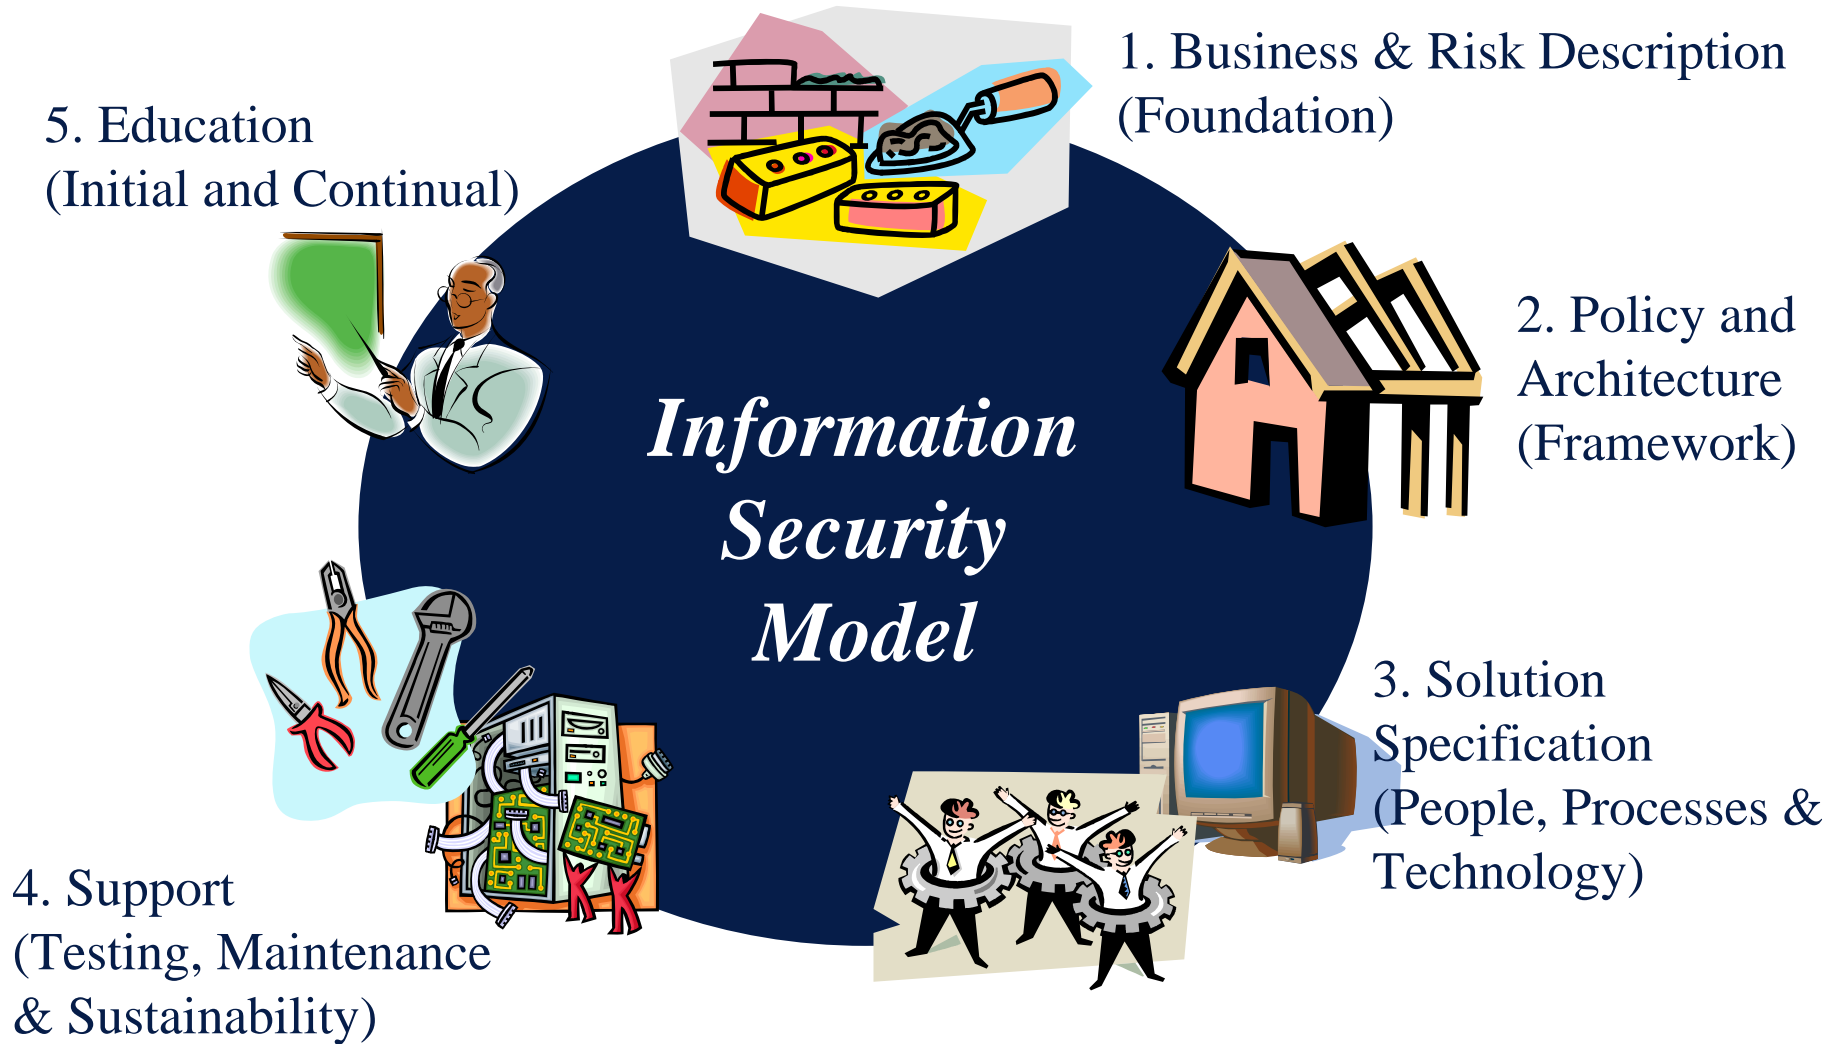 1. Business & Risk Description
(Foundation)
2. Policy and
Architecture
(Framework)
3. Solution
Specification
(People, Processes &
Technology)
4. Support
(Testing, Maintenance
& Sustainability)
5. Education
(Initial and Continual)
Information
Security
Model